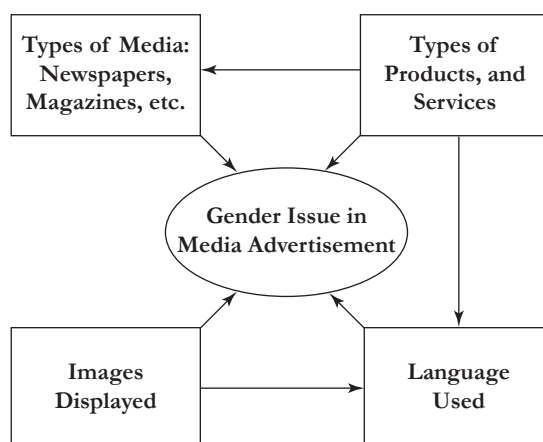 Types of Media:
Newspapers,
Magazines, etc.
Types of
Products, and
Services
Gender Issue in
Media Advertisement
Images
Displayed
Language
Used